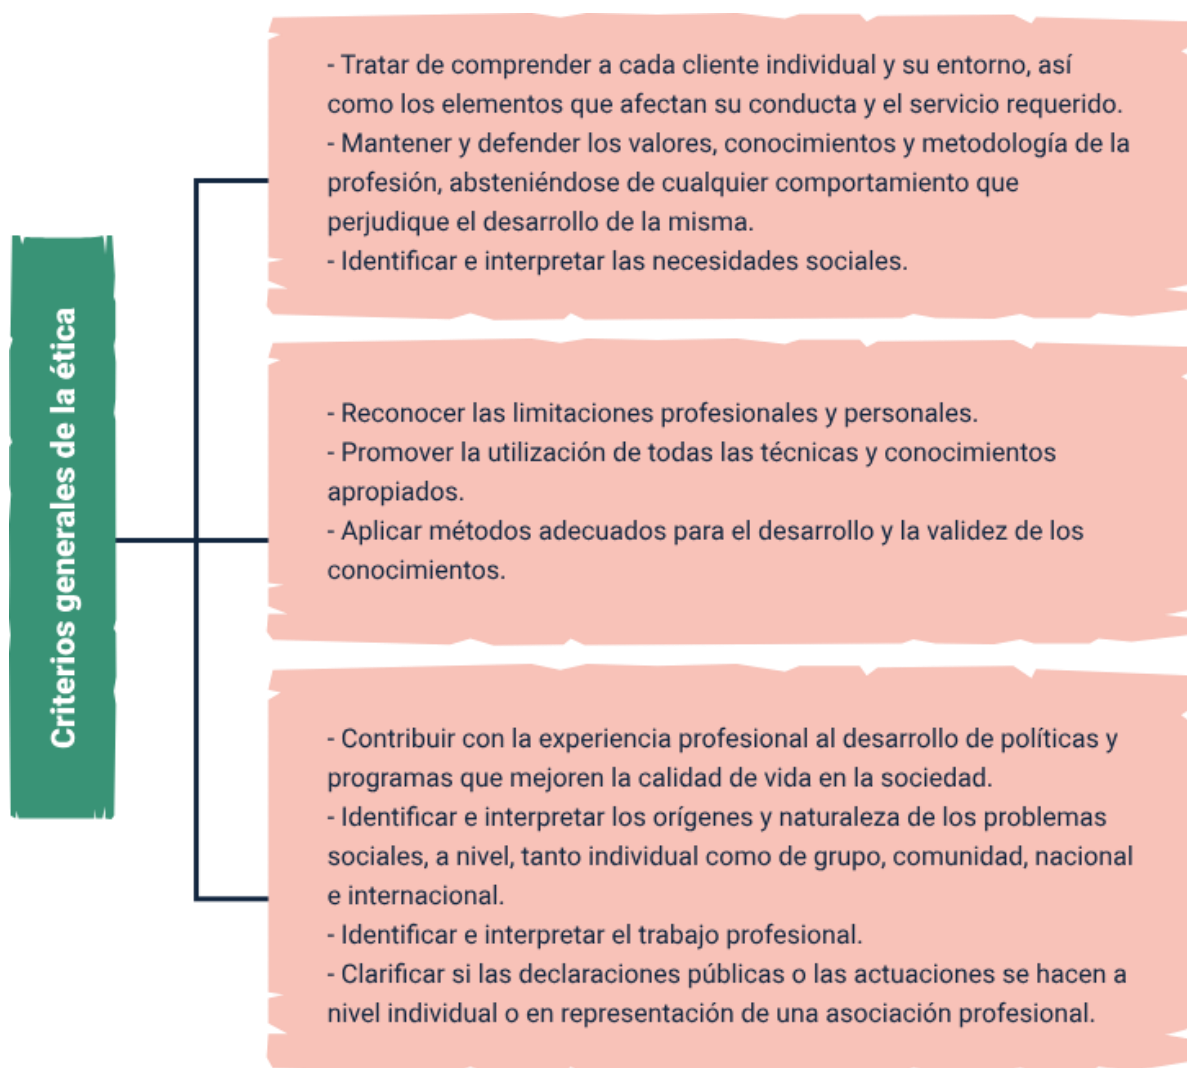 Criterios generales de la ética
- Tratar de comprender a cada cliente individual y su entorno, así
como los elementos que afectan su conducta y el servicio requerido.
- Mantener y defender los valores, conocimientos y metodología de la
profesión, absteniéndose de cualquier comportamiento que
perjudique el desarrollo de la misma.
- Identificar e interpretar las necesidades sociales.
- Reconocer las limitaciones profesionales y personales.
- Promover la utilización de todas las técnicas y conocimientos
apropiados.
- Aplicar métodos adecuados para el desarrollo y la validez de los
conocimientos.
- Contribuir con la experiencia profesional al desarrollo de políticas y
programas que mejoren la calidad de vida en la sociedad.
- Identificar e interpretar los orígenes y naturaleza de los problemas
sociales, a nivel, tanto individual como de grupo, comunidad, nacional
e internacional.
- Identificar e interpretar el trabajo profesional.
- Clarificar si las declaraciones públicas o las actuaciones se hacen a
nivel individual o en representación de una asociación profesional.